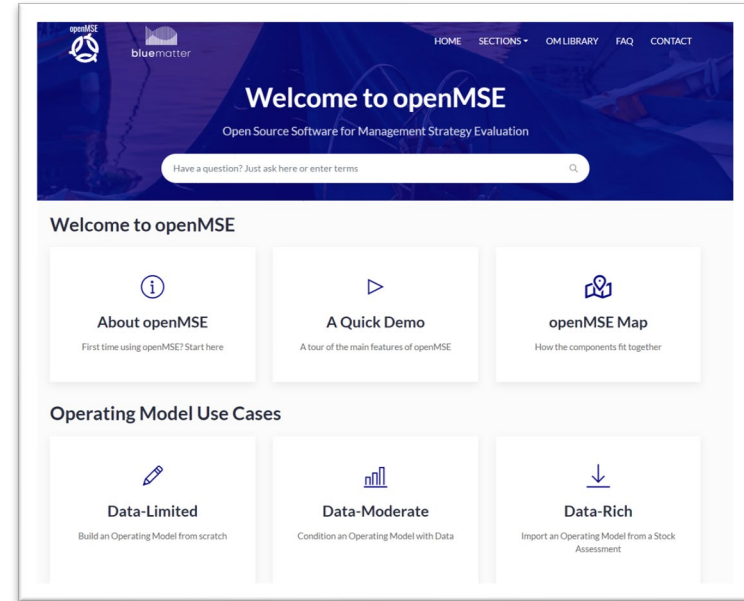 openMSE
bluematter
HOME SECTIONS OM LIBRARY FAQ CONTACT
Welcome to openMSE
Open Source Software for Management Strategy Evaluation
Have a question? Just ask here or enter terms
Welcome to openMSE
About openMSE
First time using openMSE? Start here
A Quick Demo
A tour of the main features of openMSE
openMSE Map
How the components fit together
Operating Model Use Cases
Data-Limited
Build an Operating Model from scratch
Data-Moderate
Condition an Operating Model with Data
Data-Rich
Import an Operating Model from a Stock
Assessment